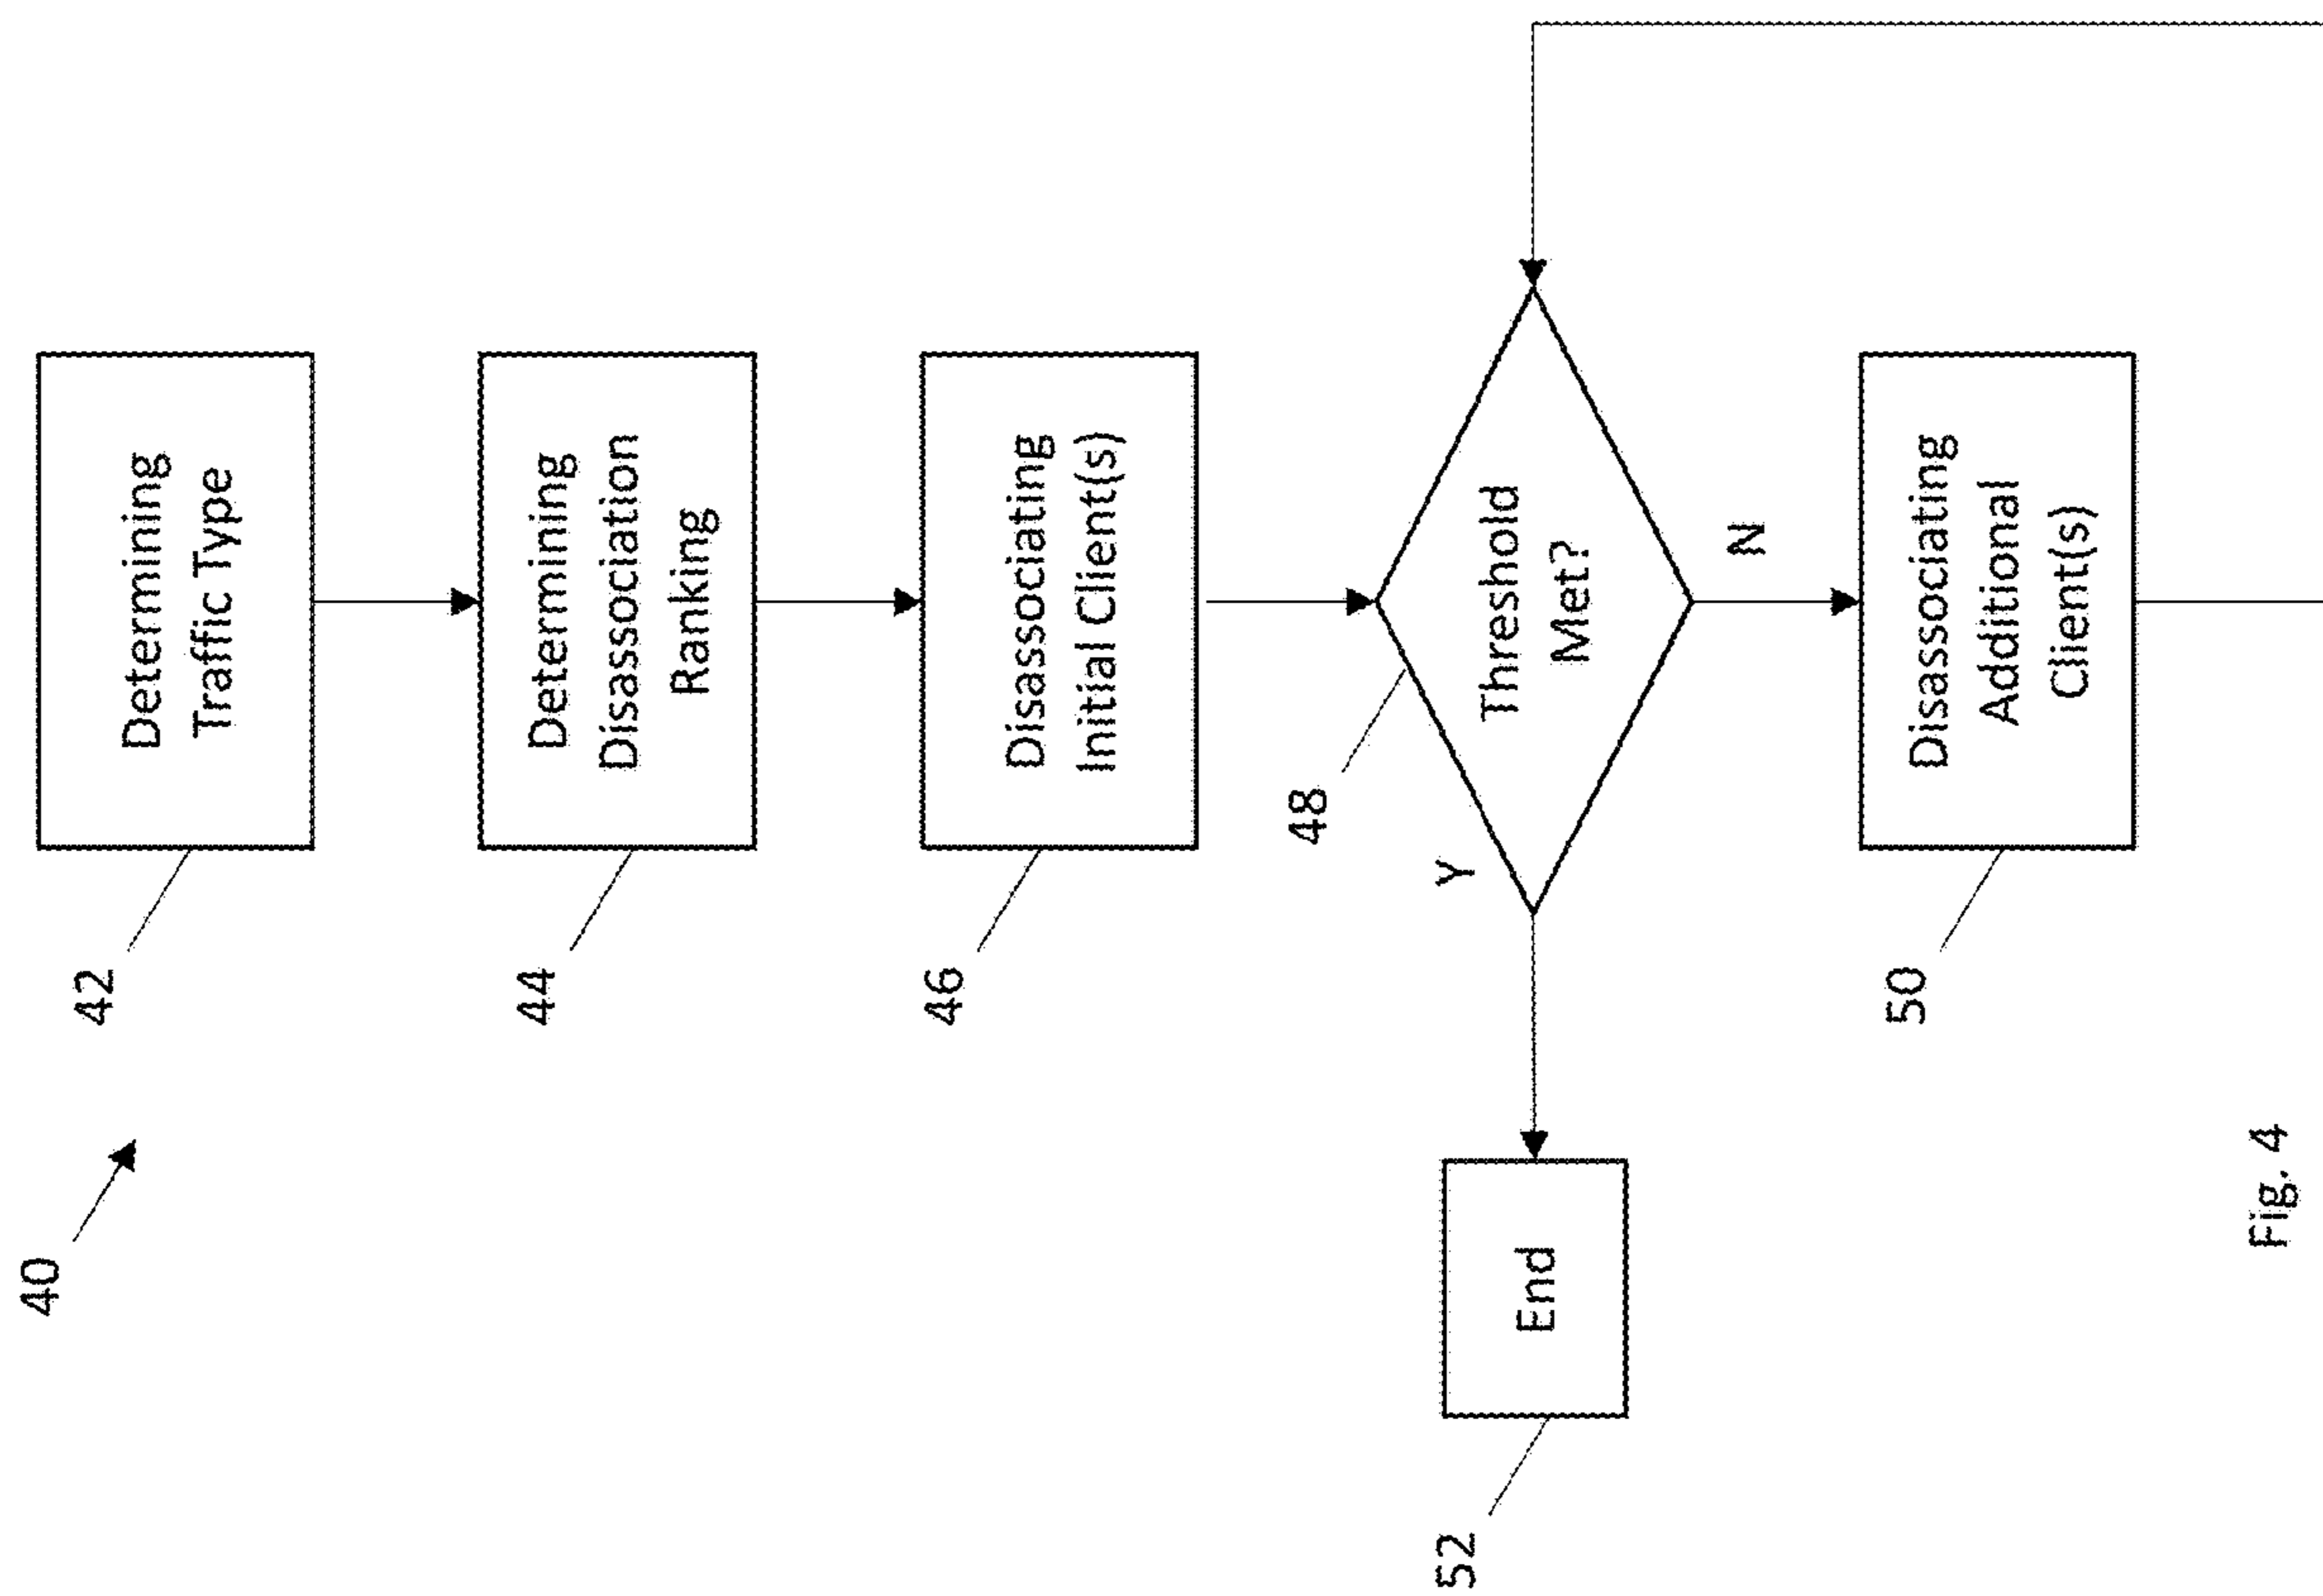 40
42
Determining
Traffic Type
44
Determining
Disassociation
Ranking
46
Disassociating
Initial Client(s)
48
Threshold
Met?
Y
N
52
End
50
Disassociating
Additional
Client(s)
Fig. 4